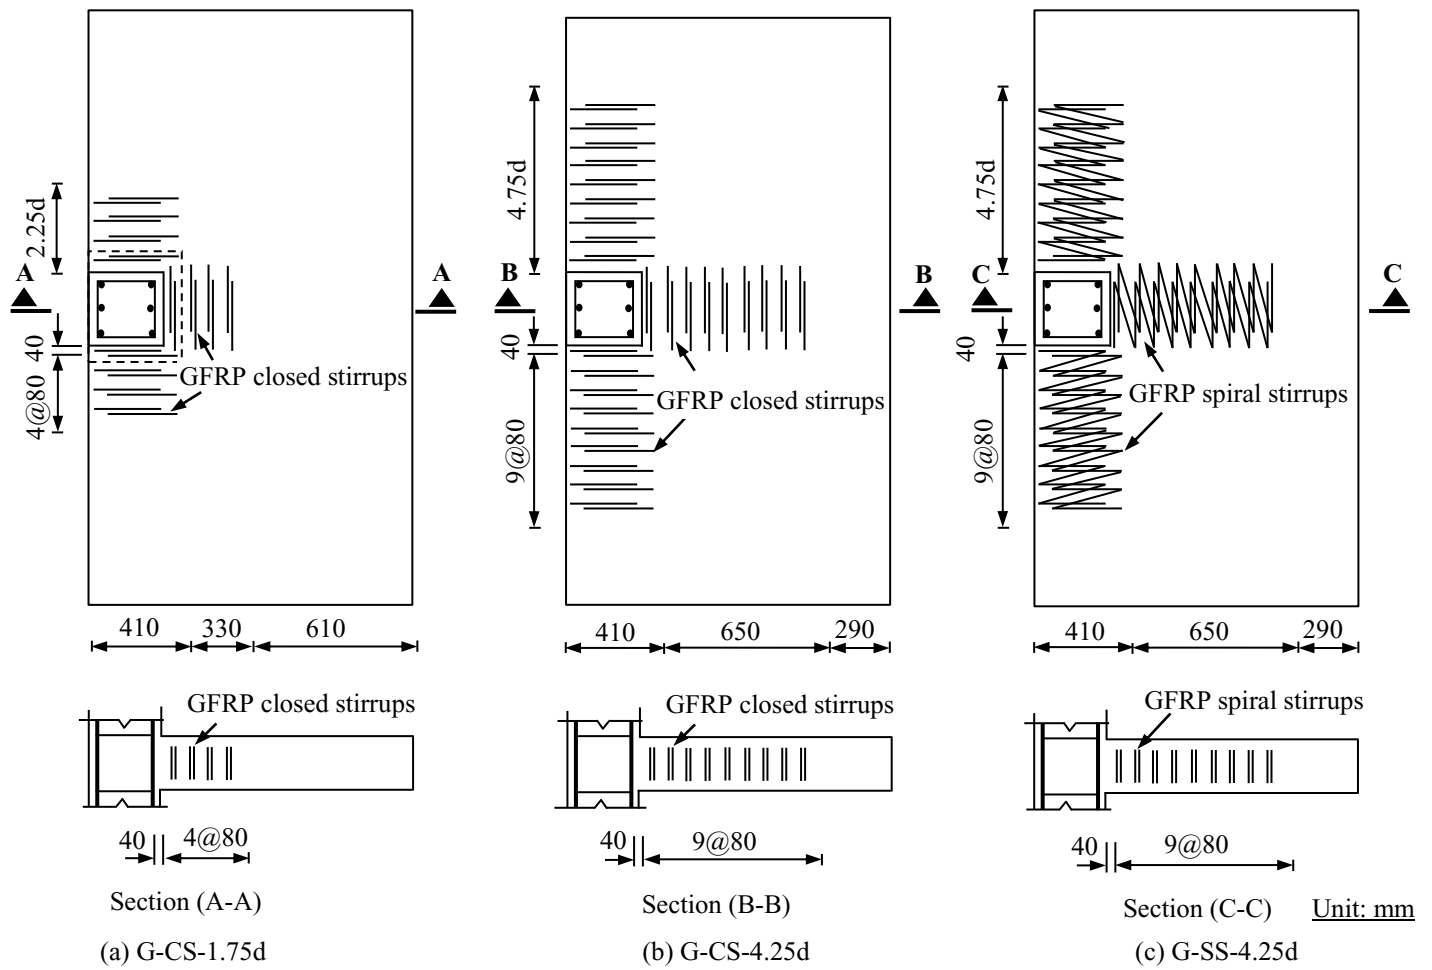 2.25d
A
A
40
4@80
GFRP closed stirrups
410
330
610
GFRP closed stirrups
40
4@80
Section (A-A)
(a) G-CS-1.75d
4.75d
B
B
40
9@80
GFRP closed stirrups
410
650
290
GFRP closed stirrups
40
9@80
Section (B-B)
(b) G-CS-4.25d
4.75d
C
C
40
9@80
GFRP spiral stirrups
410
650
290
GFRP spiral stirrups
40
9@80
Section (C-C)
Unit: mm
(c) G-SS-4.25d